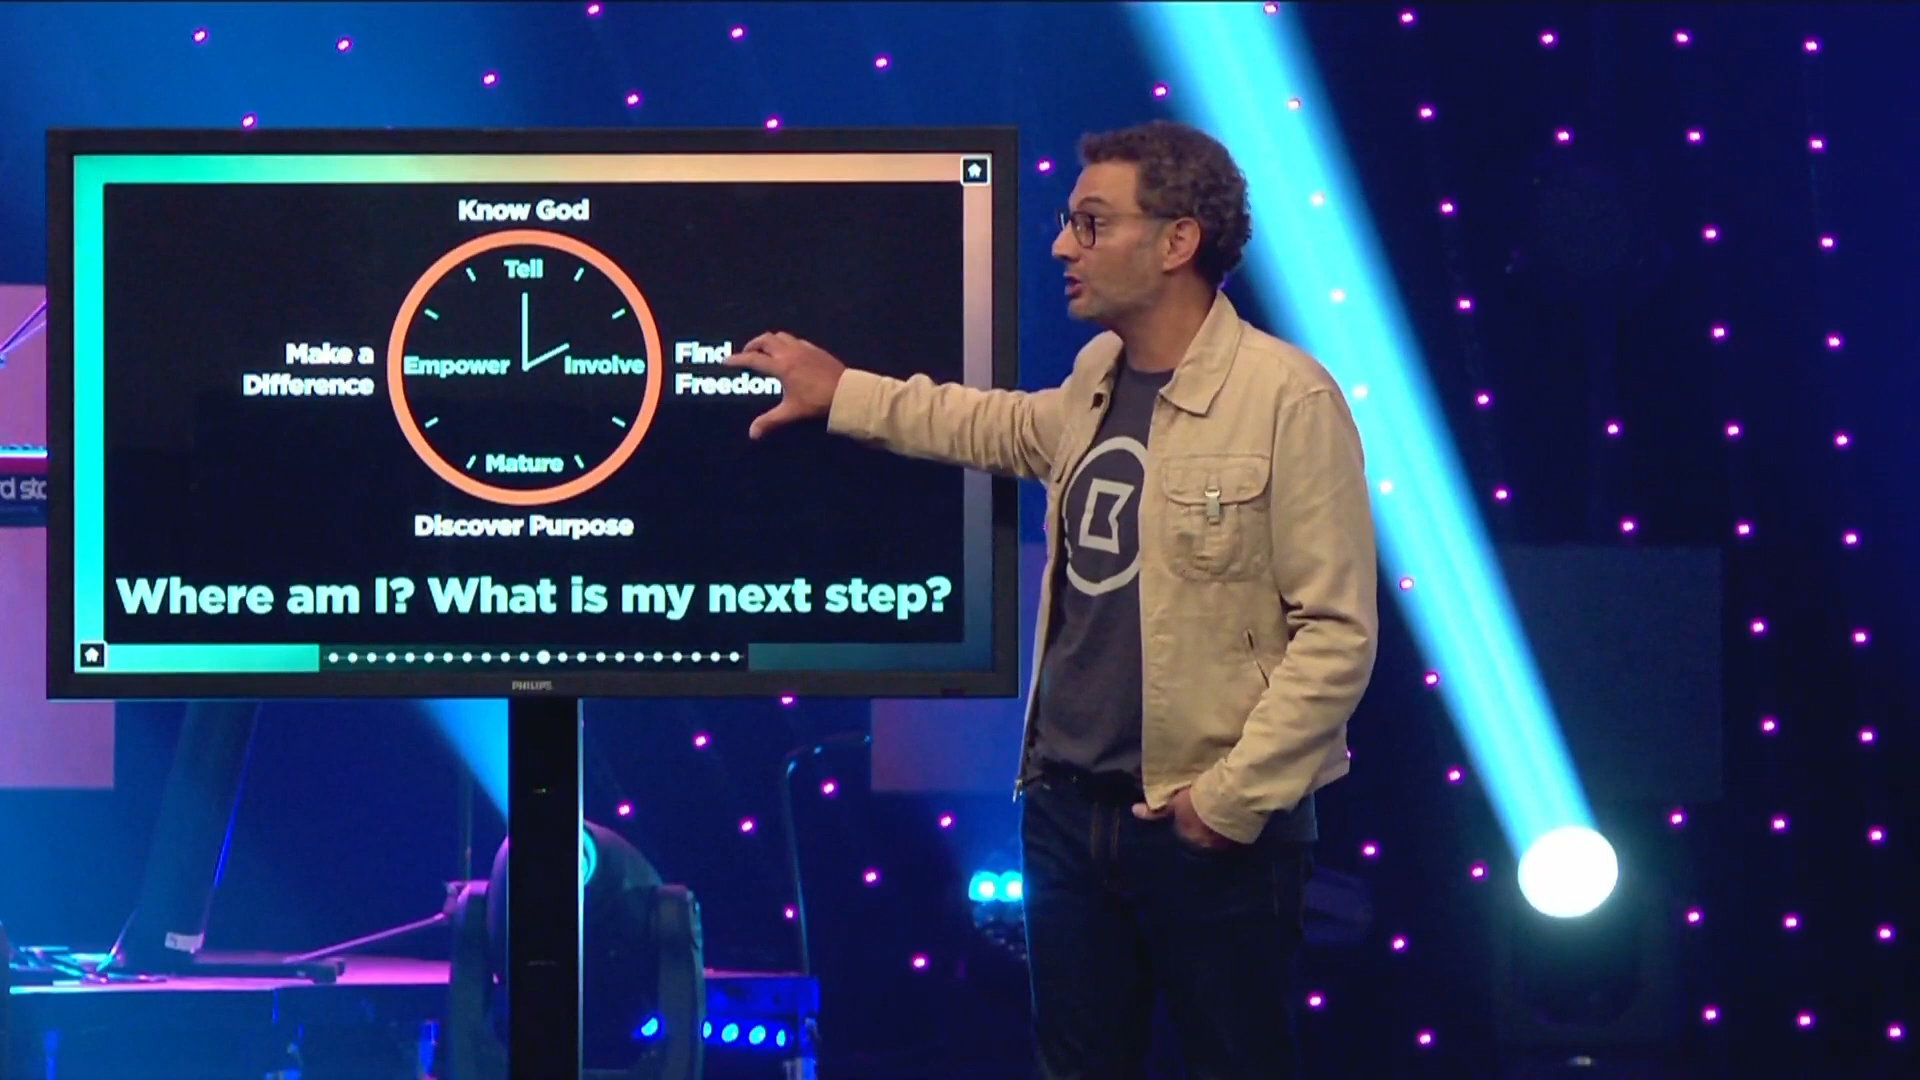 Know God
Tell
Make a
Difference
Empower
Involve
Find
Freedom
Mature
Discover Purpose
Where am I? What is my next step?
PHILIPS